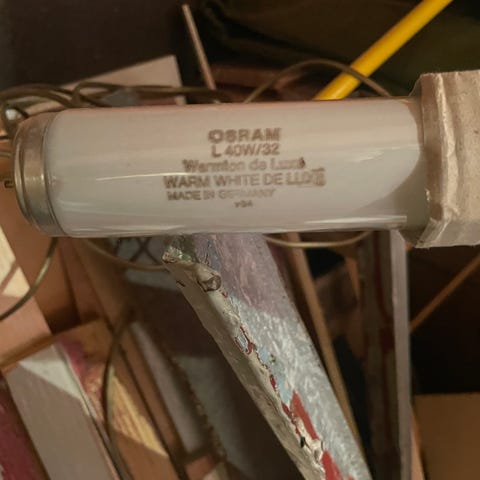 OSRAM
L 40W/32
Warmton de Luxe
WARM WHITE DE LUXE
MADE IN GERMANY